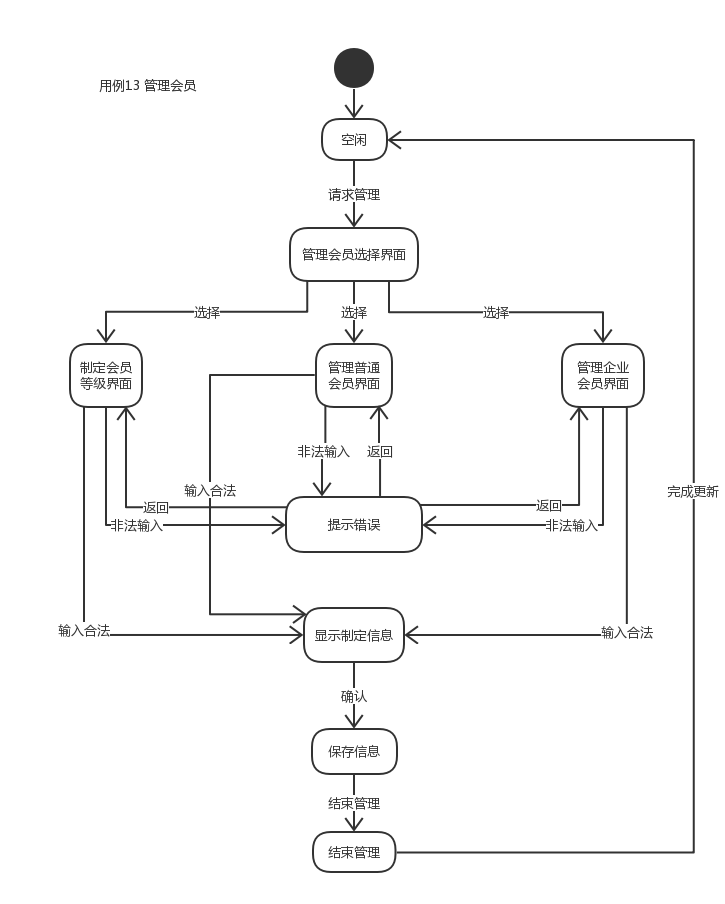 用例13 管理会员
空闲
请求管理
管理会员选择界面
选择
选择
选择
制定会员
等级界面
管理普通
会员界面
管理企业
会员界面
非法输入
返回
输入合法
完成更新
返回
返回
非法输入
提示错误
非法输入
输入合法
显示制定信息
输入合法
确认
保存信息
结束管理
结束管理